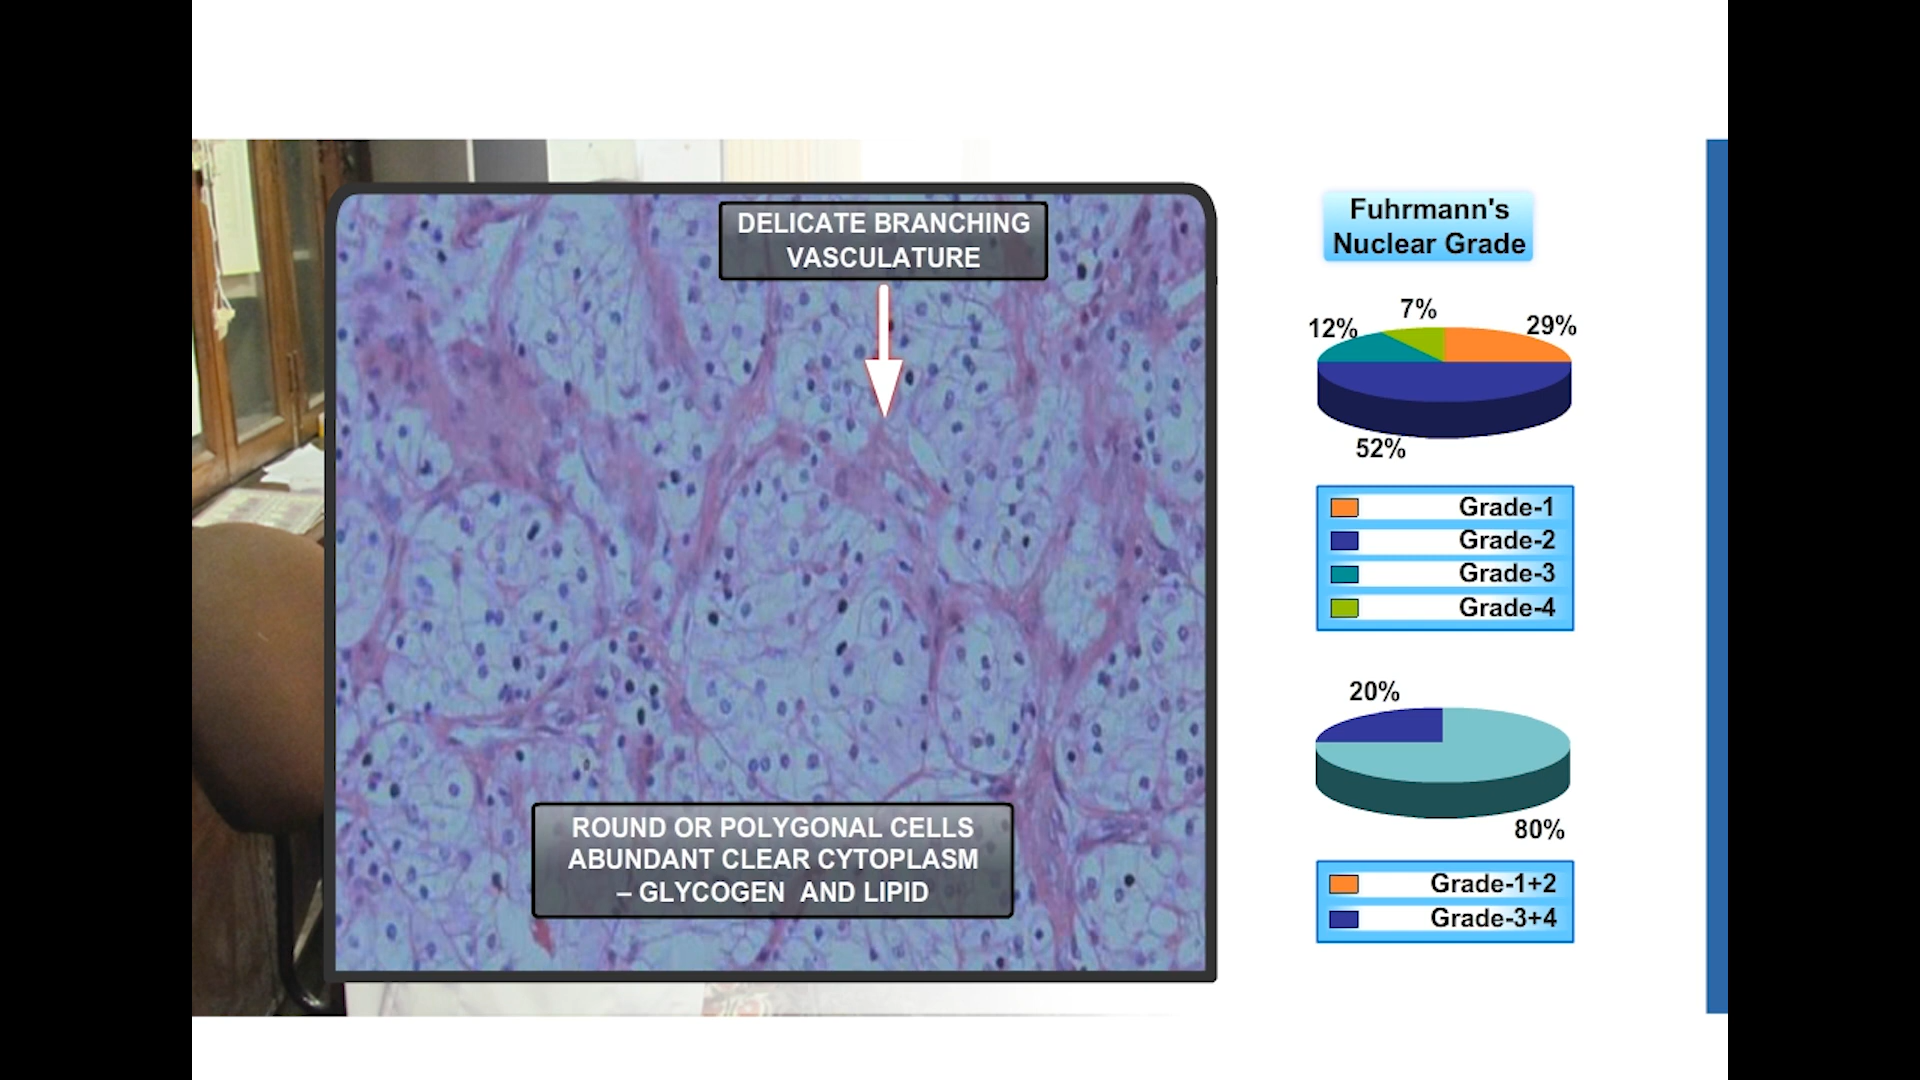 DELICATE BRANCHING
VASCULATURE
ROUND OR POLYGONAL CELLS
ABUNDANT CLEAR CYTOPLASM
– GLYCOGEN AND LIPID
Fuhrmann's
Nuclear Grade
7%
12%
29%
52%
Grade-1
Grade-2
Grade-3
Grade-4
20%
80%
Grade-1+2
Grade-3+4